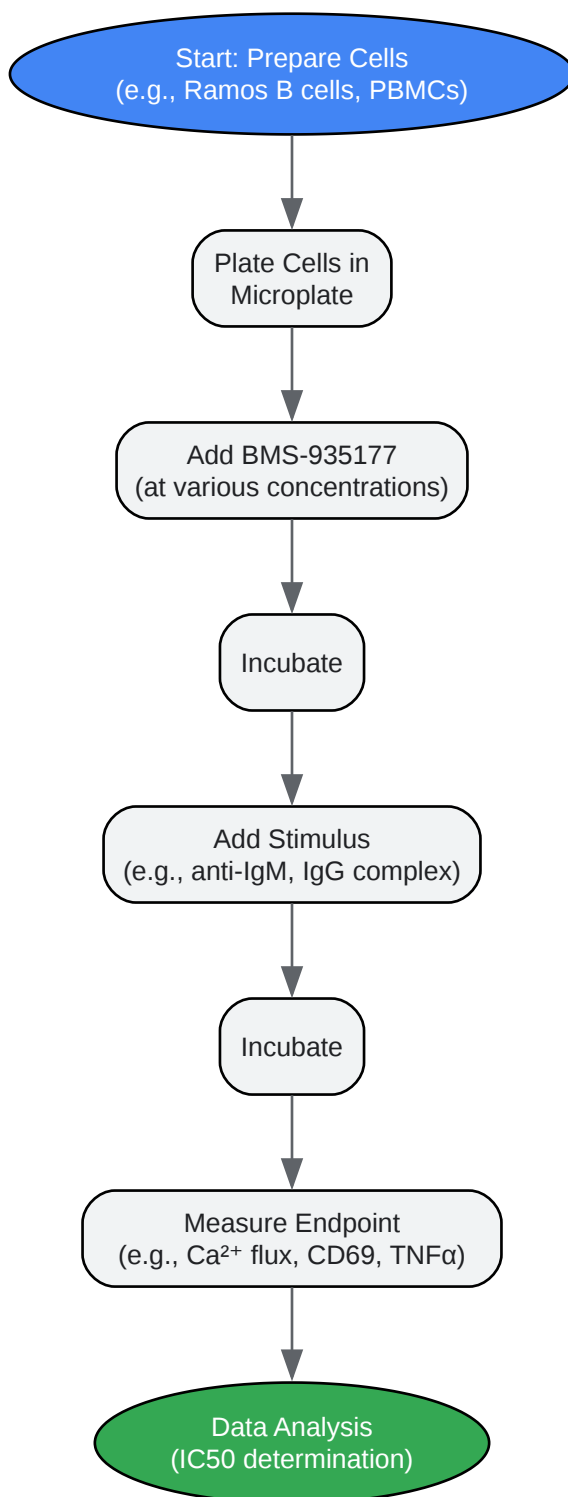 Start: Prepare Cells
(e.g., Ramos B cells, PBMCs)
Plate Cells in
Microplate
Add BMS-935177
(at various concentrations)
Incubate
Add Stimulus
(e.g., anti-IgM, IgG complex)
Incubate
Measure Endpoint
(e.g., Ca²⁺ flux, CD69, TNFα)
Data Analysis
(IC50 determination)